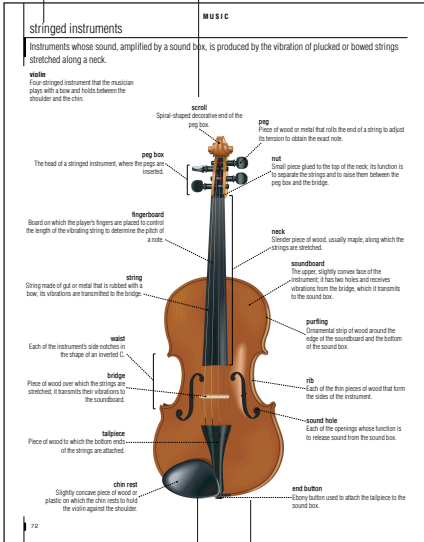 MUSIC
stringed instruments
Instruments whose sound, amplified by a sound box, is produced by the vibration of plucked or bowed strings
stretched along a neck.
violin
Four-stringed instrument that the musician
plays with a bow and holds between the
shoulder and the chin.
scroll
Spiral-shaped decorative end of the
peg box.
peg
Piece of wood or metal that rolls the end of a string to adjust
its tension to obtain the exact note.
peg box
The head of a stringed instrument, where the pegs are
inserted.
nut
Small piece glued to the top of the neck; its function is
to separate the strings and to raise them between the
peg box and the bridge.
fingerboard
Board on which the player's fingers are placed to control
the length of the vibrating string to determine the pitch of
a note.
neck
Slender piece of wood, usually maple, along which the
strings are stretched.
string
String made of gut or metal that is rubbed with a
bow; its vibrations are transmitted to the bridge.
soundboard
The upper, slightly convex face of the
instrument; it has two holes and receives
vibrations from the bridge, which it transmits
to the sound box.
purfling
Ornamental strip of wood around the
edge of the soundboard and the bottom
of the sound box.
waist
Each of the instrument's side notches in
the shape of an inverted C.
bridge
Piece of wood over which the strings are
stretched; it transmits their vibrations to
the soundboard.
rib
Each of the thin pieces of wood that form
the sides of the instrument.
sound hole
Each of the openings whose function is
to release sound from the sound box.
tailpiece
Piece of wood to which the bottom ends
of the strings are attached.
chin rest
Slightly concave piece of wood or
plastic on which the chin rests to hold
the violin against the shoulder.
end button
Ebony button used to attach the tailpiece to the
sound box.
72